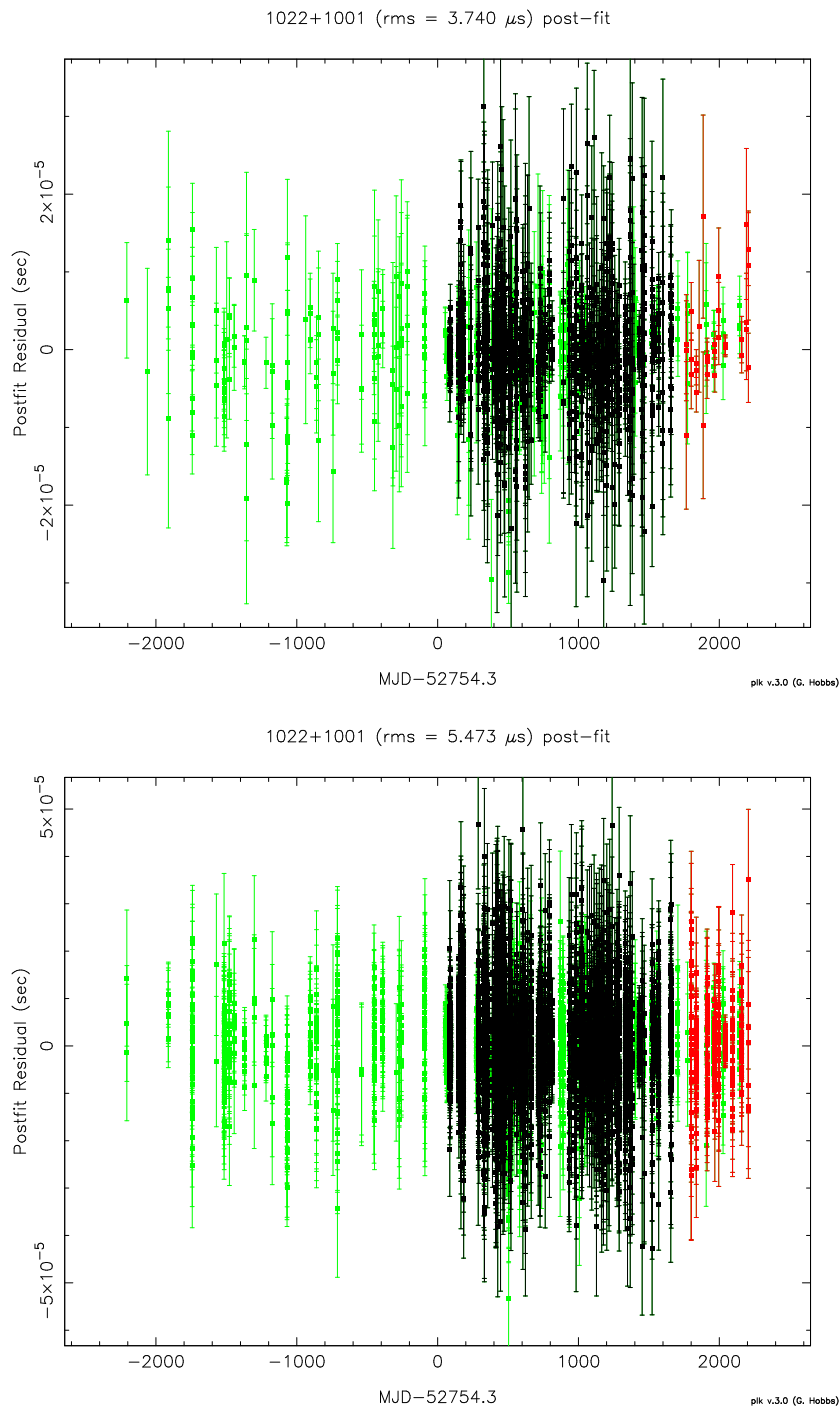 1022+1001 (rms = 3.740 μs) post-fit
Postfit Residual (sec)
2×10⁻⁵
0
−2×10⁻⁵
−2000 −1000 0 1000 2000
MJD−52754.3
plk v.3.0 (G. Hobbs)
1022+1001 (rms = 5.473 μs) post-fit
Postfit Residual (sec)
5×10⁻⁵
0
−5×10⁻⁵
−2000 −1000 0 1000 2000
MJD−52754.3
plk v.3.0 (G. Hobbs)